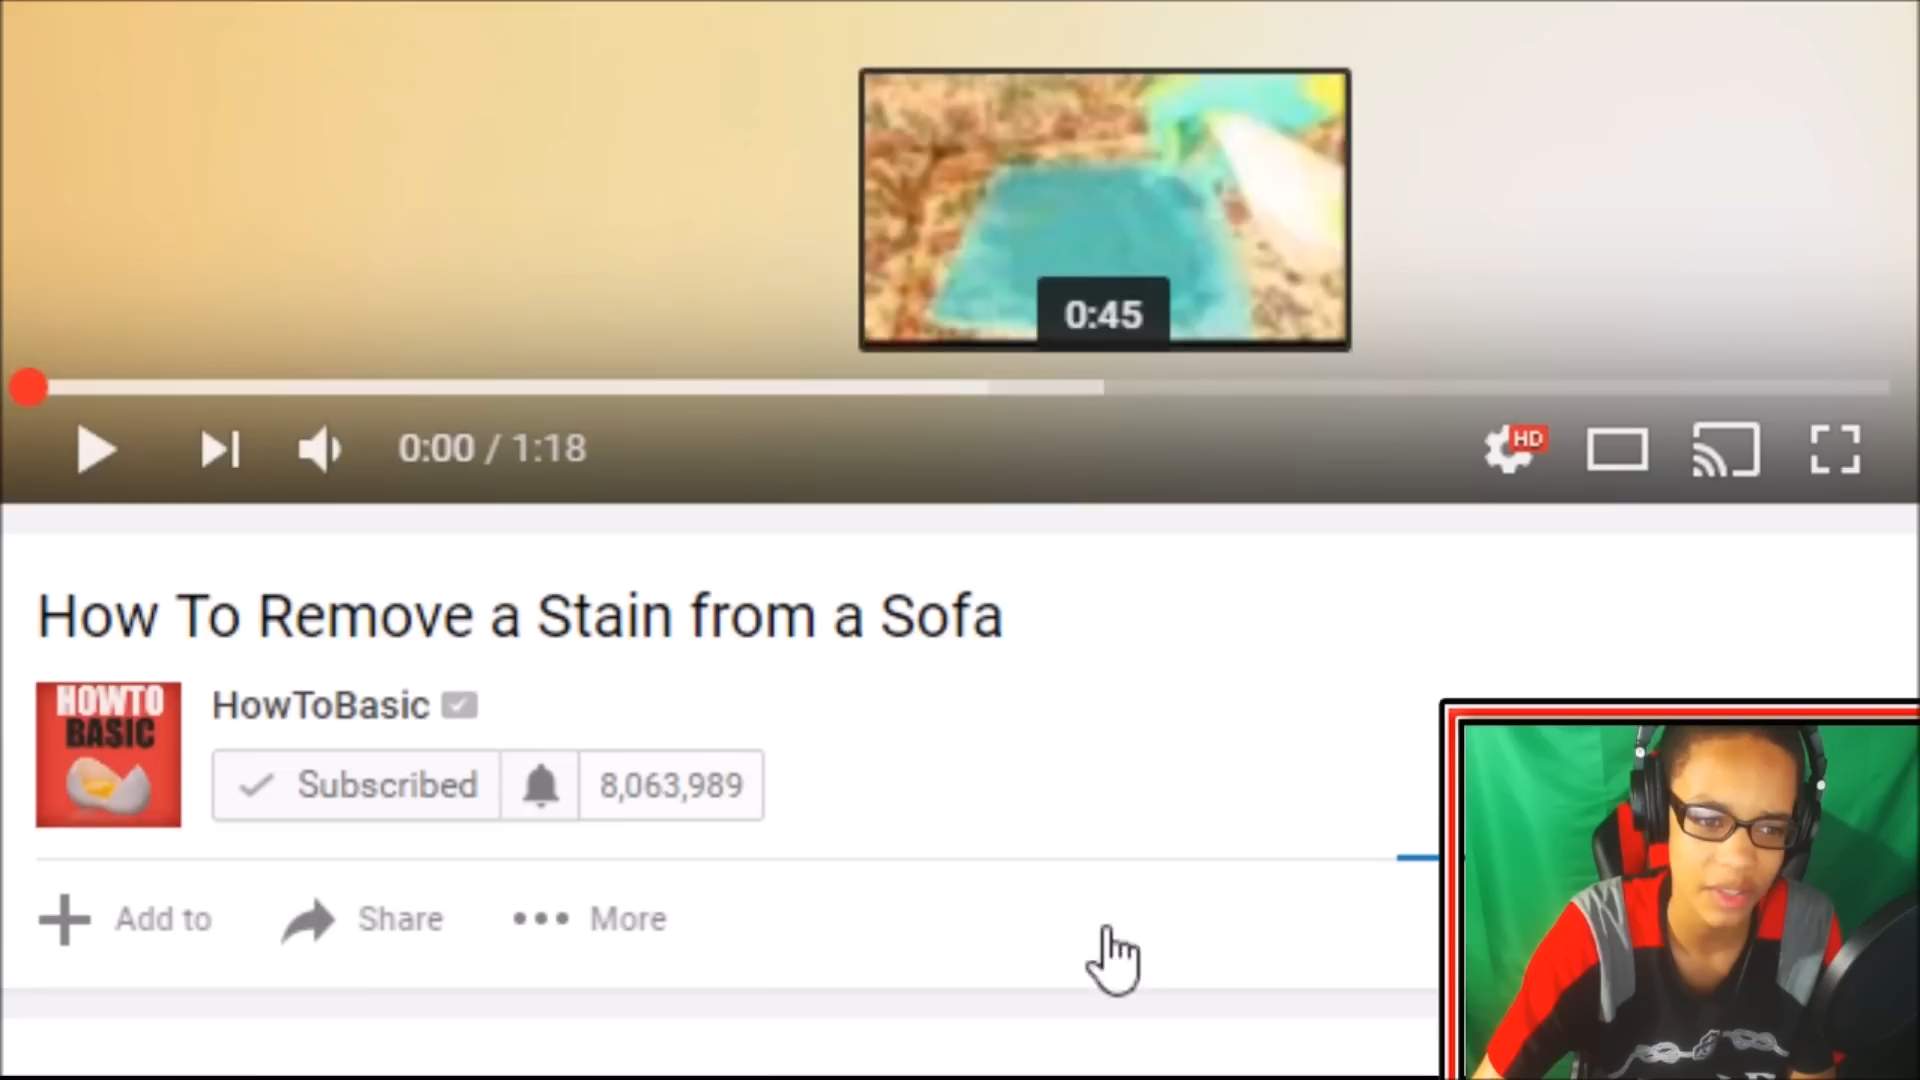 0:45
0:00 / 1:18
HD
How To Remove a Stain from a Sofa
HOWTO
BASIC
HowToBasic
Subscribed
8,063,989
Add to
Share
More